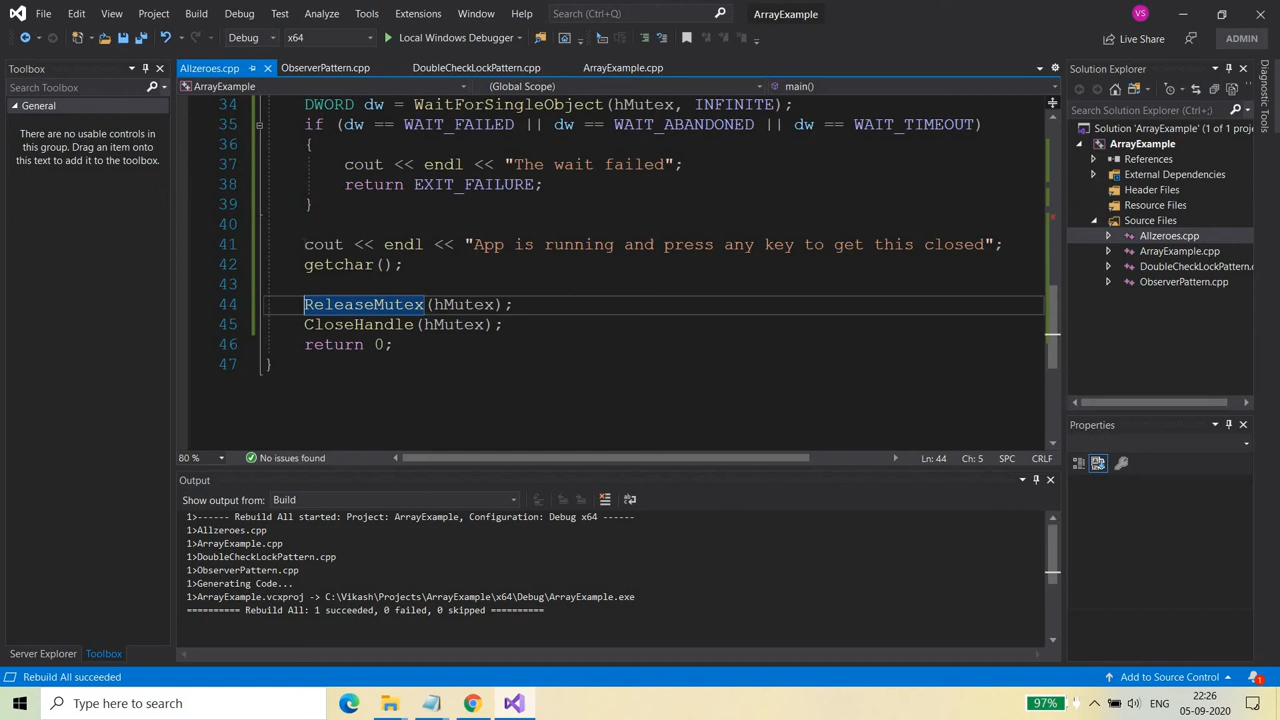 File Edit View Project Build Debug Test Analyze Tools Extensions Window Help Search (Ctrl+Q) ArrayExample VS
Debug x64 Local Windows Debugger Live Share ADMIN
Toolbox
Search Toolbox
General
There are no usable controls in
this group. Drag an item onto
this text to add it to the toolbox.
Server Explorer Toolbox
Allzeroes.cpp ObserverPattern.cpp DoubleCheckLockPattern.cpp ArrayExample.cpp
ArrayExample (Global Scope) main()
34 DWORD dw = WaitForSingleObject(hMutex, INFINITE);
35 if (dw == WAIT_FAILED || dw == WAIT_ABANDONED || dw == WAIT_TIMEOUT)
36 {
37 cout << endl << "The wait failed";
38 return EXIT_FAILURE;
39 }
40
41 cout << endl << "App is running and press any key to get this closed";
42 getchar();
43
44 ReleaseMutex(hMutex);
45 CloseHandle(hMutex);
46 return 0;
47 }
80 % No issues found Ln: 44 Ch: 5 SPC CRLF
Output
Show output from: Build
1>------ Rebuild All started: Project: ArrayExample, Configuration: Debug x64 ------
1>Allzeroes.cpp
1>ArrayExample.cpp
1>DoubleCheckLockPattern.cpp
1>ObserverPattern.cpp
1>Generating Code...
1>ArrayExample.vcxproj -> C:\Vikash\Projects\ArrayExample\x64\Debug\ArrayExample.exe
========== Rebuild All: 1 succeeded, 0 failed, 0 skipped ==========
Solution Explorer
Search Solution Explorer (Ctrl+;)
Solution 'ArrayExample' (1 of 1 proje
ArrayExample
References
External Dependencies
Header Files
Resource Files
Source Files
Allzeroes.cpp
ArrayExample.cpp
DoubleCheckLockPattern.
ObserverPattern.cpp
Properties
Diagnostic Tools
Rebuild All succeeded Add to Source Control 1
Type here to search 97% ENG 22:26
05-09-2020